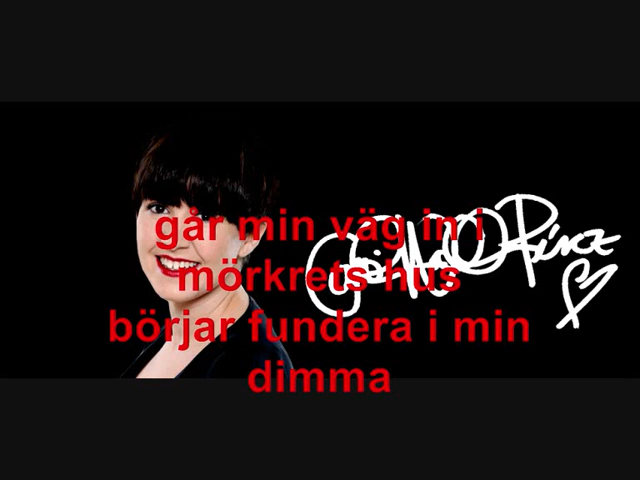 går min väg in i
mörkrets hus
börjar fundera i min
dimma